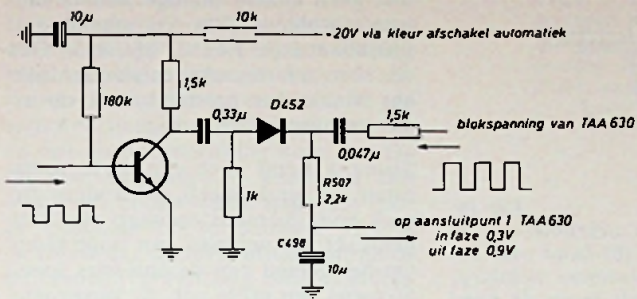 10µ
10k
-20V via kleur afschakel automatiek
180k
1,5k
0,33µ
D452
0,047µ
1,5k
blokspanning van TAA 630
1k
R507
2,2k
op aansluitpunt 1 TAA630
in faze 0,3V
uit faze 0,9V
C498
10µ